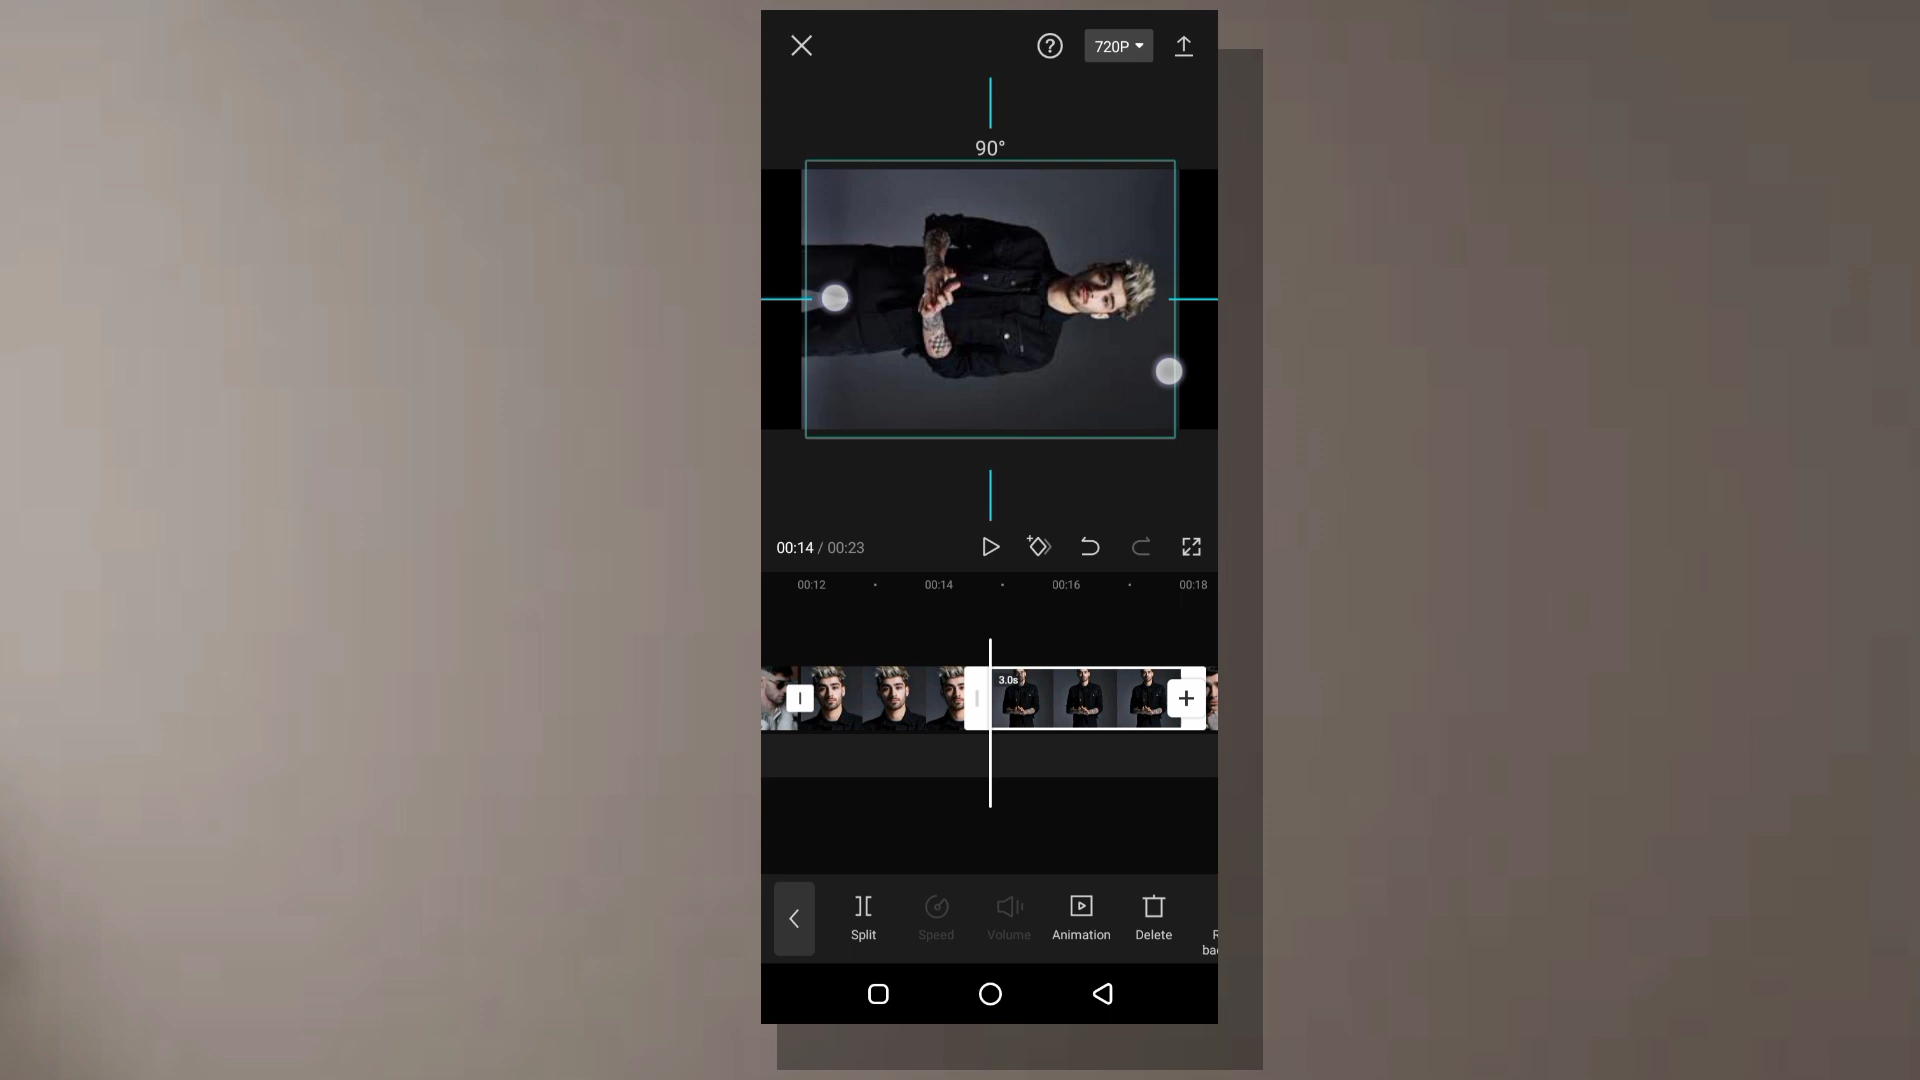 720P
90°
00:14 / 00:23
00:12 00:14 00:16 00:18
3.0s
Split Speed Volume Animation Delete